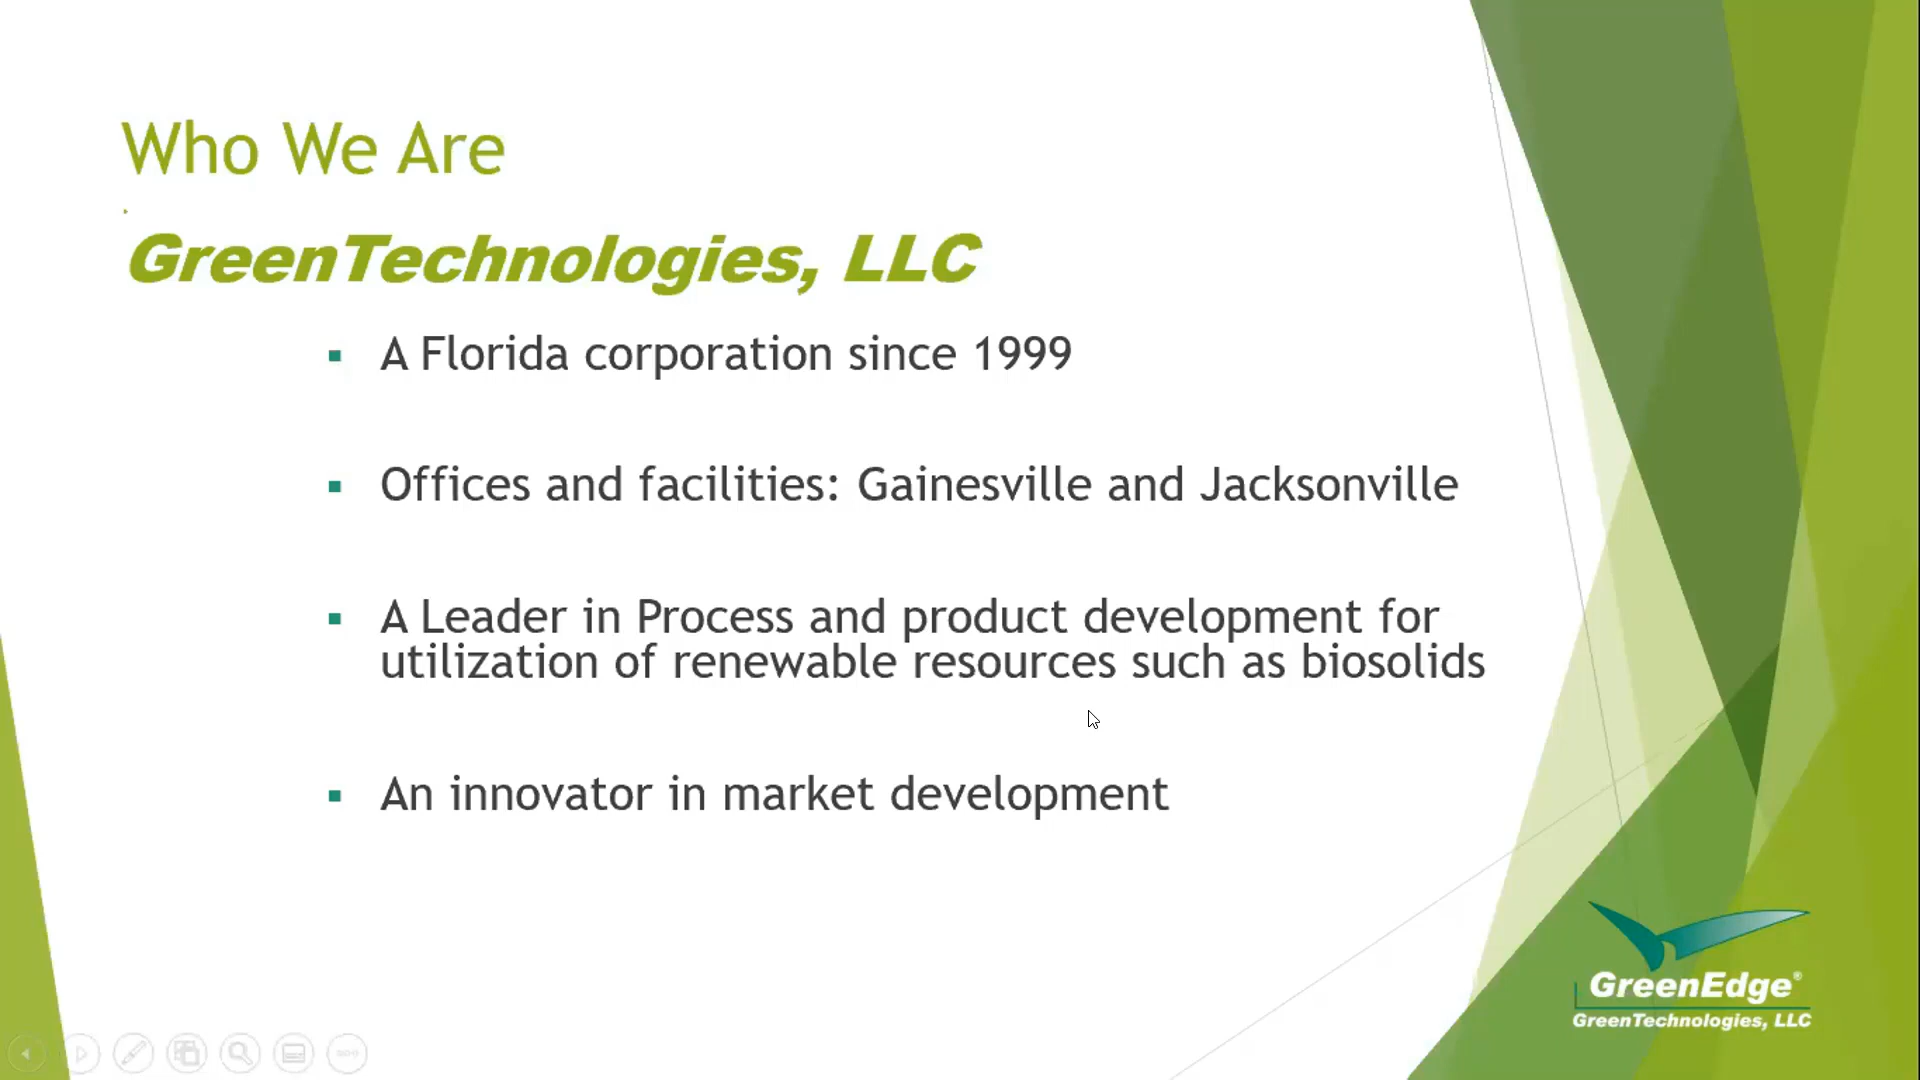 Who We Are
GreenTechnologies, LLC
▪ A Florida corporation since 1999
▪ Offices and facilities: Gainesville and Jacksonville
▪ A Leader in Process and product development for
utilization of renewable resources such as biosolids
▪ An innovator in market development
GreenEdge®
GreenTechnologies, LLC